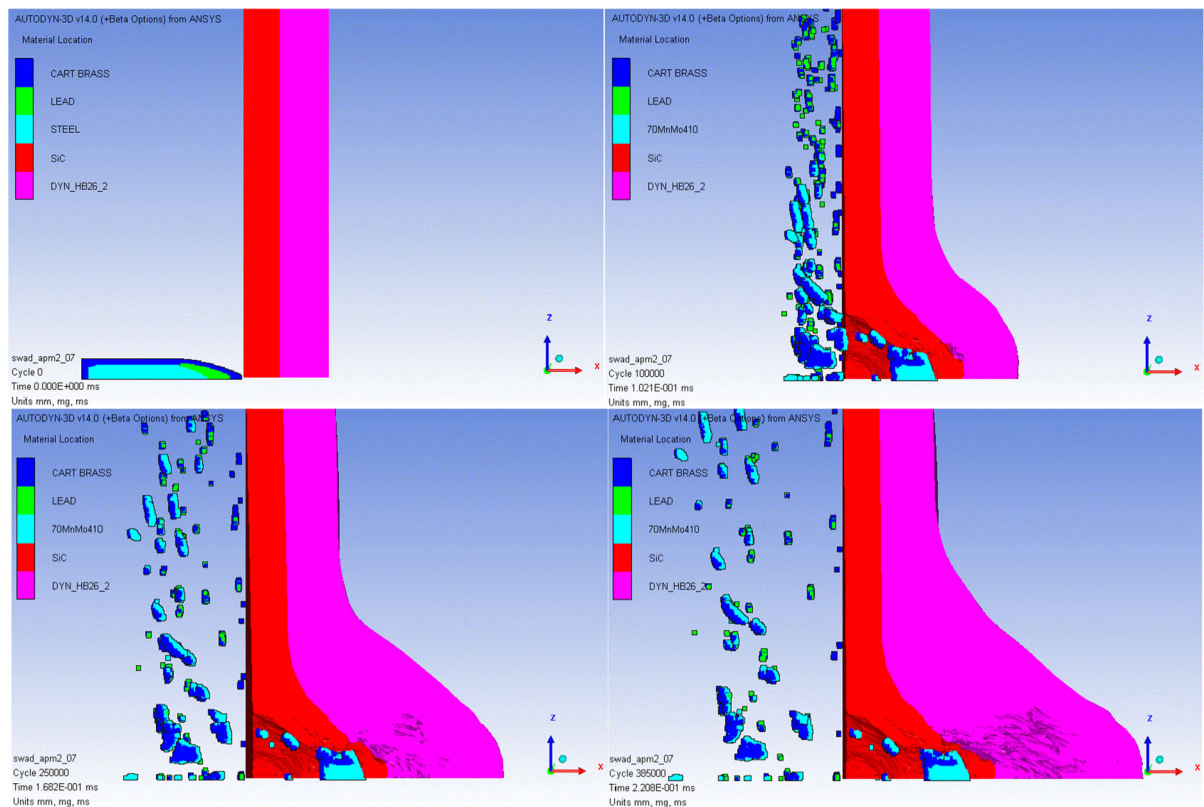 AUTODYN-3D v14.0 (+Beta Options) from ANSYS
Material Location
CART BRASS
LEAD
STEEL
SiC
DYN_HB26_2
z
x
swad_apm2_07
Cycle 0
Time 0.000E+000 ms
Units mm, mg, ms
AUTODYN-3D v14.0 (+Beta Options) from ANSYS
Material Location
CART BRASS
LEAD
70MnMo410
SiC
DYN_HB26_2
z
x
swad_apm2_07
Cycle 100000
Time 1.021E-001 ms
Units mm, mg, ms
AUTODYN-3D v14.0 (+Beta Options) from ANSYS
Material Location
CART BRASS
LEAD
70MnMo410
SiC
DYN_HB26_2
z
x
swad_apm2_07
Cycle 250000
Time 1.682E-001 ms
Units mm, mg, ms
AUTODYN-3D v14.0 (+Beta Options) from ANSYS
Material Location
CART BRASS
LEAD
70MnMo410
SiC
DYN_HB26_2
z
x
swad_apm2_07
Cycle 385000
Time 2.208E-001 ms
Units mm, mg, ms